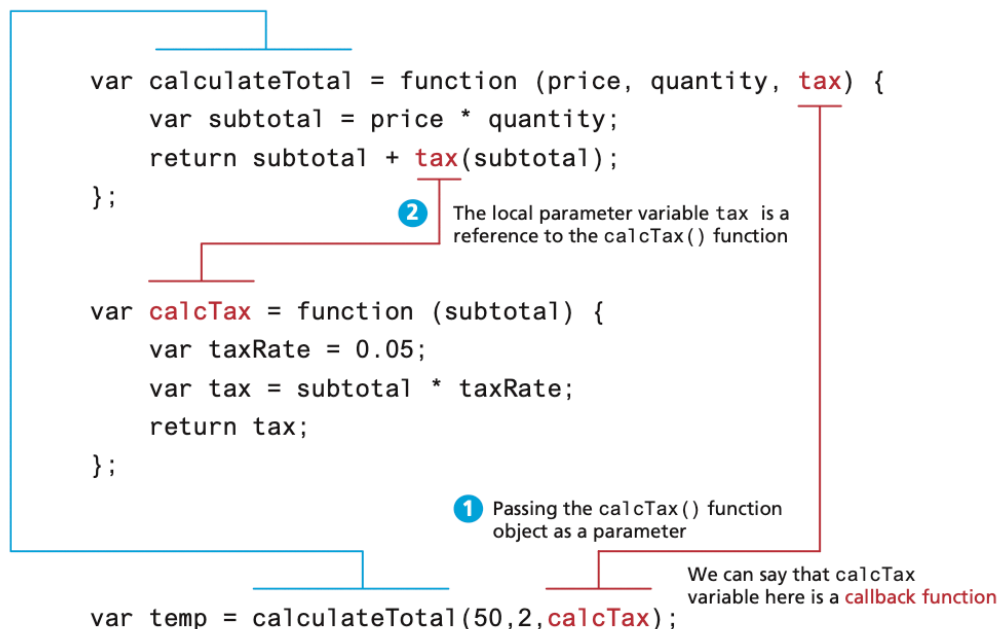 var calculateTotal = function (price, quantity, tax) {
var subtotal = price * quantity;
return subtotal + tax(subtotal);
};
2 The local parameter variable tax is a
reference to the calcTax() function
var calcTax = function (subtotal) {
var taxRate = 0.05;
var tax = subtotal * taxRate;
return tax;
};
1 Passing the calcTax() function
object as a parameter
We can say that calcTax
variable here is a callback function
var temp = calculateTotal(50,2,calcTax);